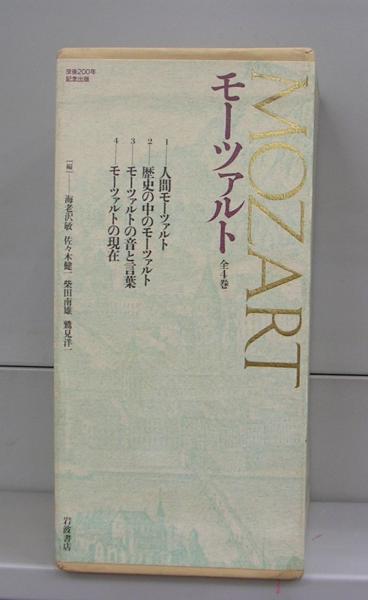 没後200年
記念出版
MOZART
モーツァルト 全4巻
1——人間モーツァルト
2——歴史の中のモーツァルト
3——モーツァルトの音と言葉
4——モーツァルトの現在
［編］——海老沢敏 佐々木健一 柴田南雄 鷲見洋一
岩波書店